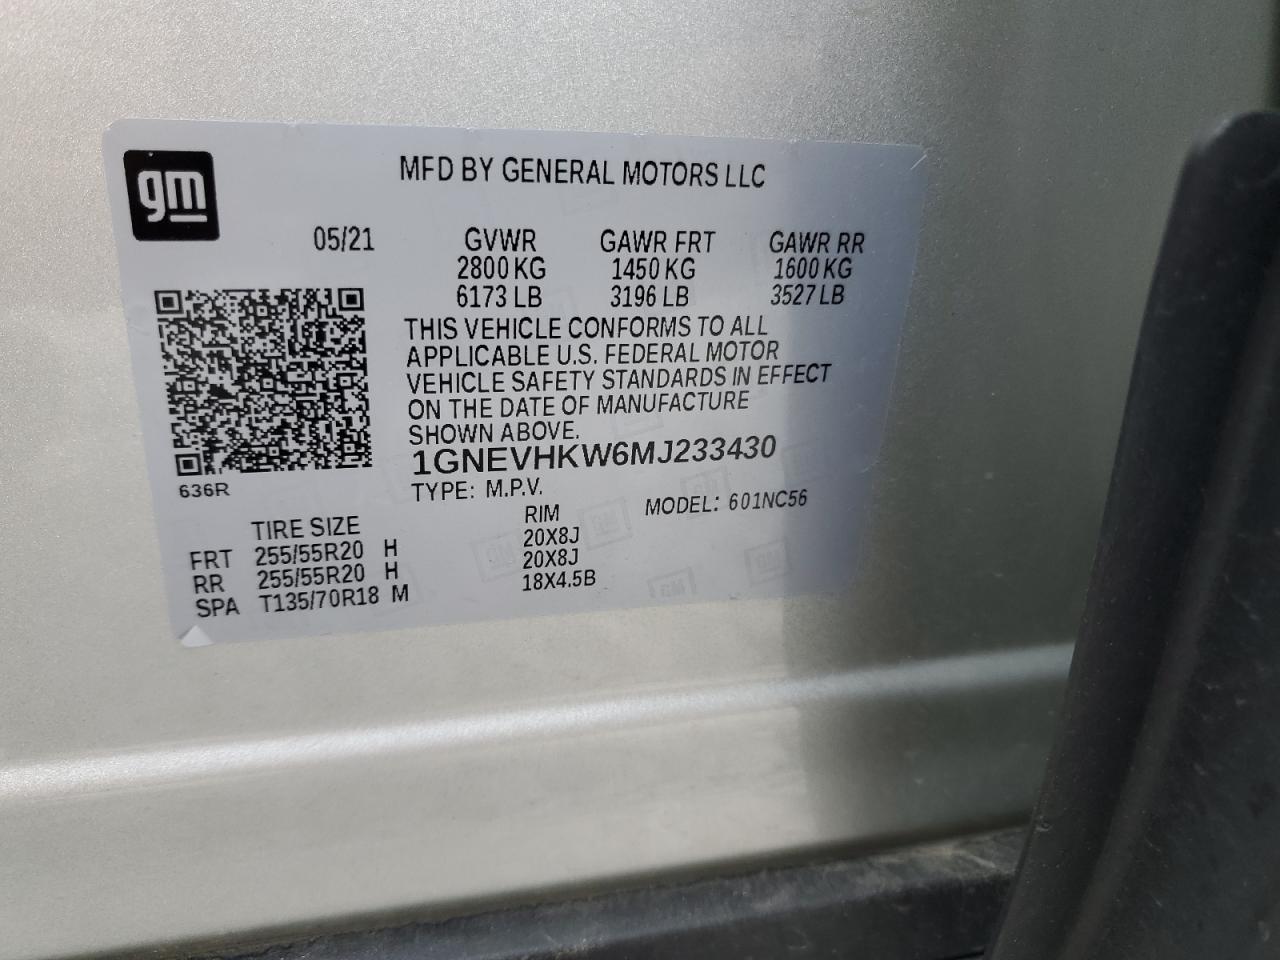 gm
MFD BY GENERAL MOTORS LLC
05/21 GVWR GAWR FRT GAWR RR
2800 KG 1450 KG 1600 KG
6173 LB 3196 LB 3527 LB
THIS VEHICLE CONFORMS TO ALL
APPLICABLE U.S. FEDERAL MOTOR
VEHICLE SAFETY STANDARDS IN EFFECT
ON THE DATE OF MANUFACTURE
SHOWN ABOVE.
1GNEVHKW6MJ233430
636R
TYPE: M.P.V. MODEL: 601NC56
TIRE SIZE RIM
FRT 255/55R20 H 20X8J
RR 255/55R20 H 20X8J
SPA T135/70R18 M 18X4.5B